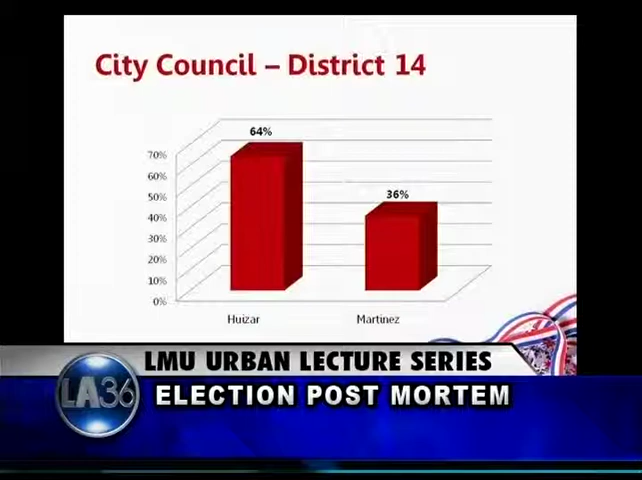 City Council – District 14
64%
36%
70%
60%
50%
40%
30%
20%
10%
0%
Huizar
Martinez
LMU URBAN LECTURE SERIES
LA36
ELECTION POST MORTEM